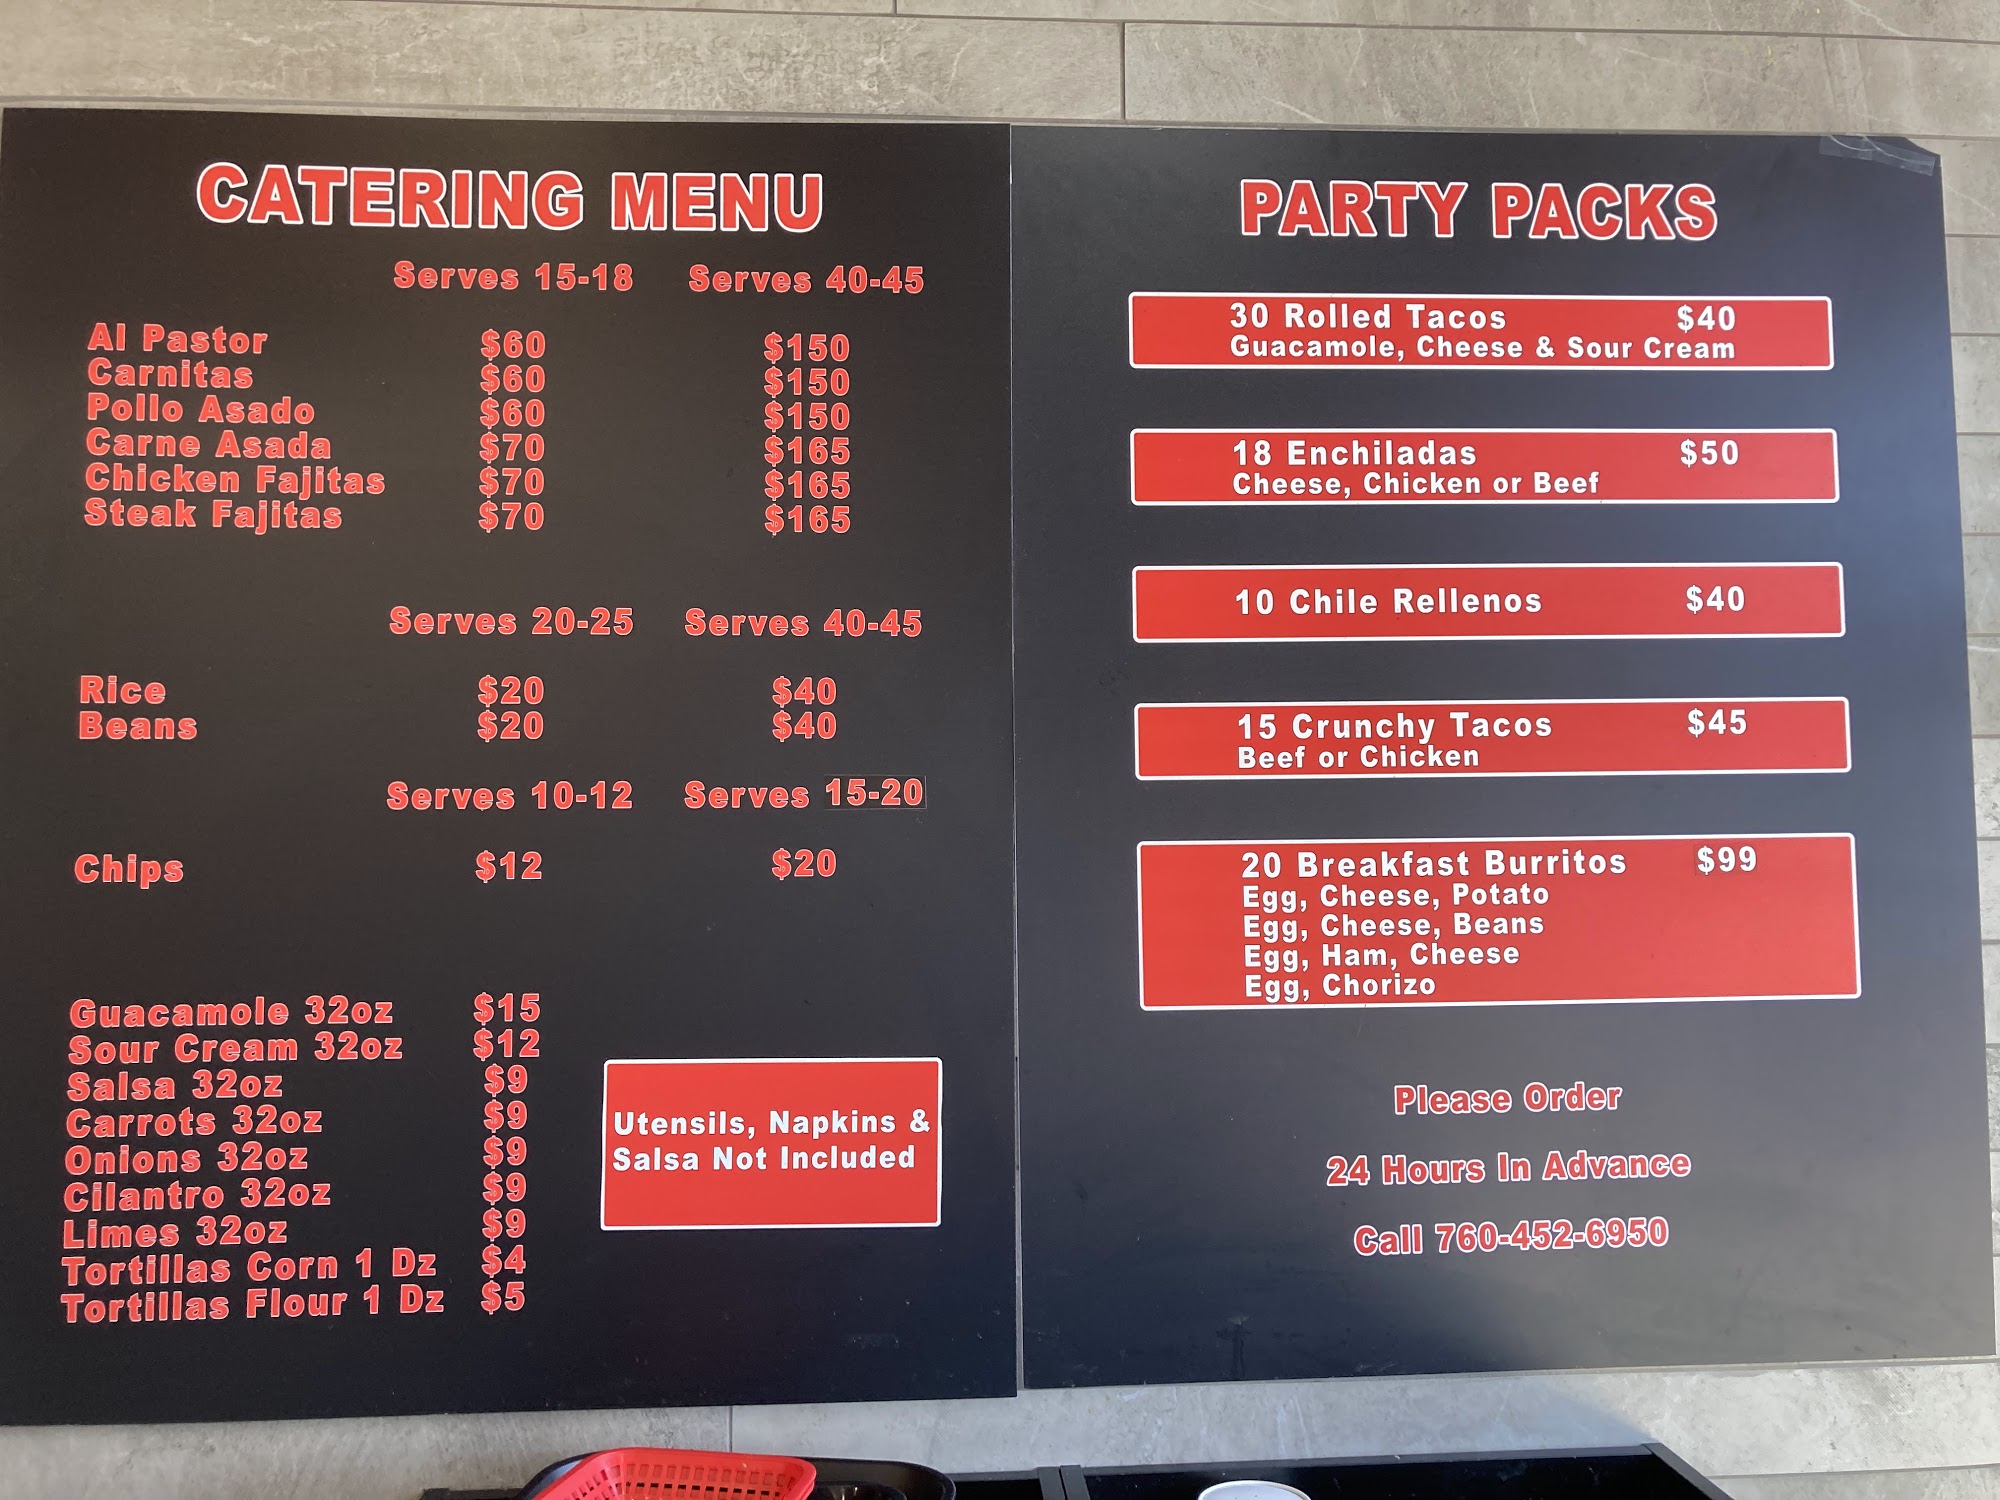 CATERING MENU
Serves 15-18 Serves 40-45
Al Pastor $60 $150
Carnitas $60 $150
Pollo Asado $60 $150
Carne Asada $70 $165
Chicken Fajitas $70 $165
Steak Fajitas $70 $165
Serves 20-25 Serves 40-45
Rice $20 $40
Beans $20 $40
Serves 10-12 Serves 15-20
Chips $12 $20
Guacamole 32oz $15
Sour Cream 32oz $12
Salsa 32oz $9
Carrots 32oz $9
Onions 32oz $9
Cilantro 32oz $9
Limes 32oz $9
Tortillas Corn 1 Dz $4
Tortillas Flour 1 Dz $5
Utensils, Napkins &
Salsa Not Included
PARTY PACKS
30 Rolled Tacos $40
Guacamole, Cheese & Sour Cream
18 Enchiladas $50
Cheese, Chicken or Beef
10 Chile Rellenos $40
15 Crunchy Tacos $45
Beef or Chicken
20 Breakfast Burritos $99
Egg, Cheese, Potato
Egg, Cheese, Beans
Egg, Ham, Cheese
Egg, Chorizo
Please Order
24 Hours In Advance
Call 760-452-6950